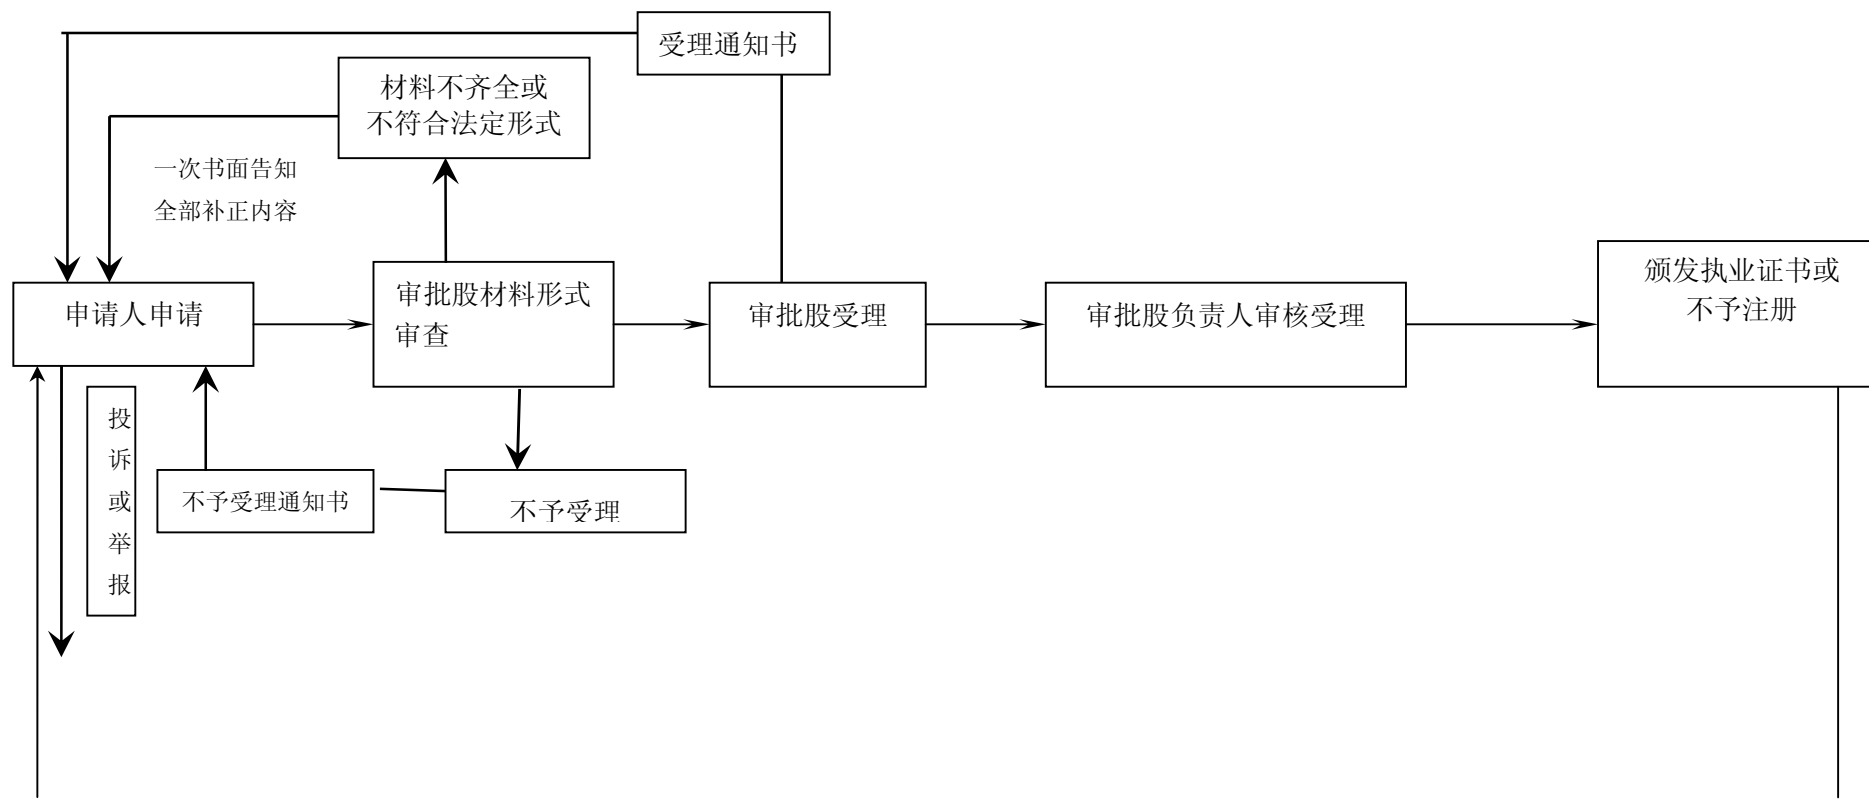 受理通知书
材料不齐全或
不符合法定形式
一次书面告知
全部补正内容
申请人申请
审批股材料形式
审查
审批股受理
审批股负责人审核受理
颁发执业证书或
不予注册
投
诉
或
举
报
不予受理通知书
不予受理